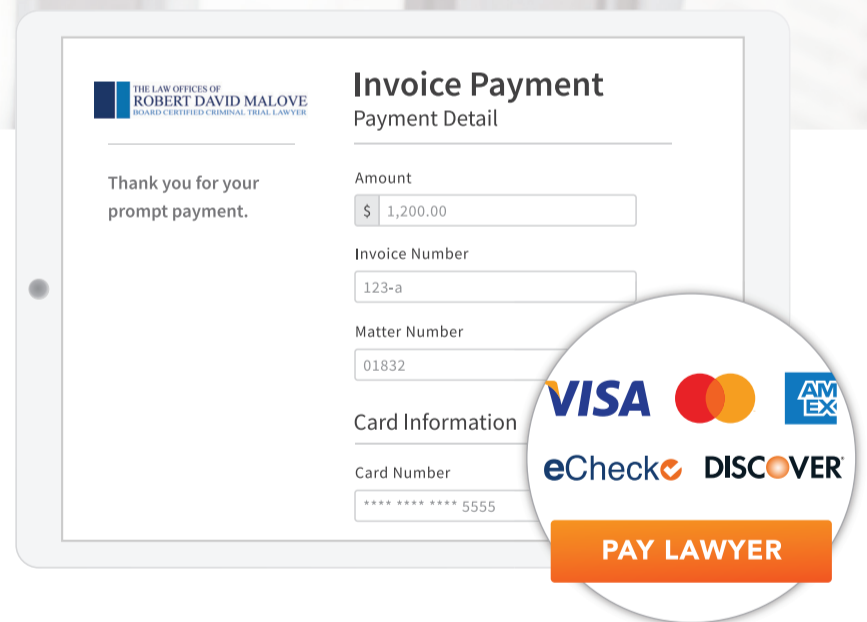 THE LAW OFFICES OF
ROBERT DAVID MALOVE
BOARD CERTIFIED CRIMINAL TRIAL LAWYER
Thank you for your
prompt payment.
Invoice Payment
Payment Detail
Amount
$ 1,200.00
Invoice Number
123-a
Matter Number
01832
Card Information
Card Number
**** **** **** 5555
VISA
AM
EX
eCheck
DISCOVER
PAY LAWYER